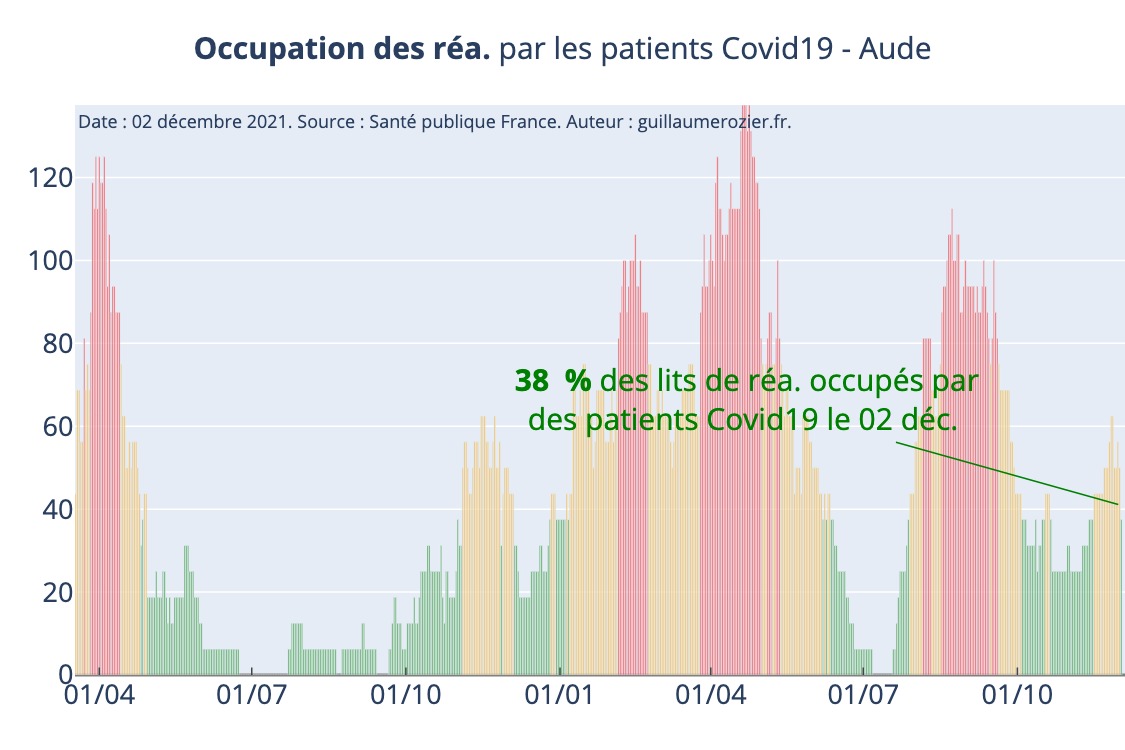 Occupation des réa. par les patients Covid19 - Aude
Date : 02 décembre 2021. Source : Santé publique France. Auteur : guillaumerozier.fr.
120
100
80
38 % des lits de réa. occupés par
des patients Covid19 le 02 déc.
60
40
20
0
01/04 01/07 01/10 01/01 01/04 01/07 01/10